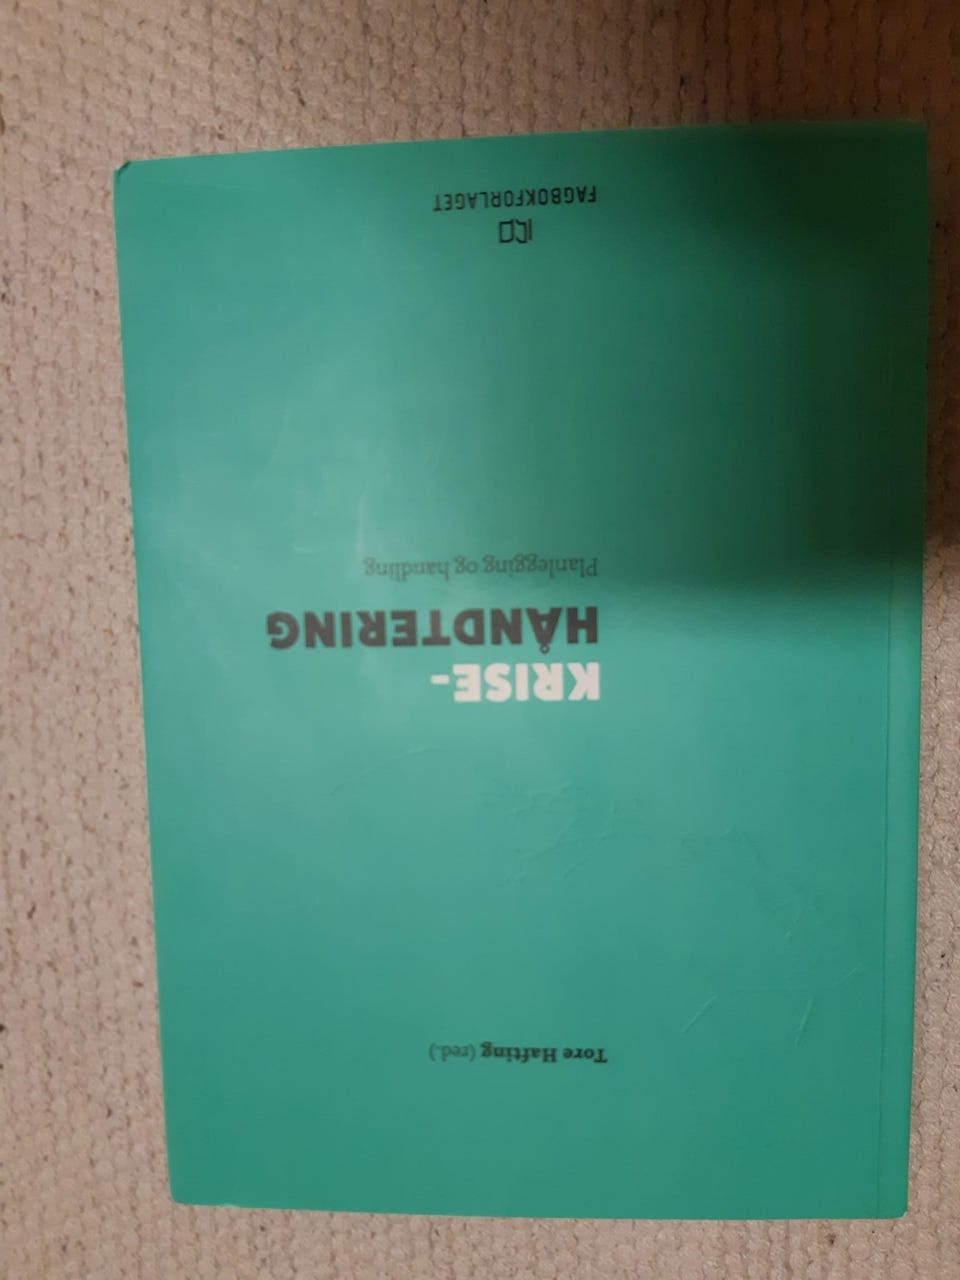 Tore Hafting (red.)
KRISE-
HÅNDTERING
Planlegging og handling
FAGBOKFORLAGET